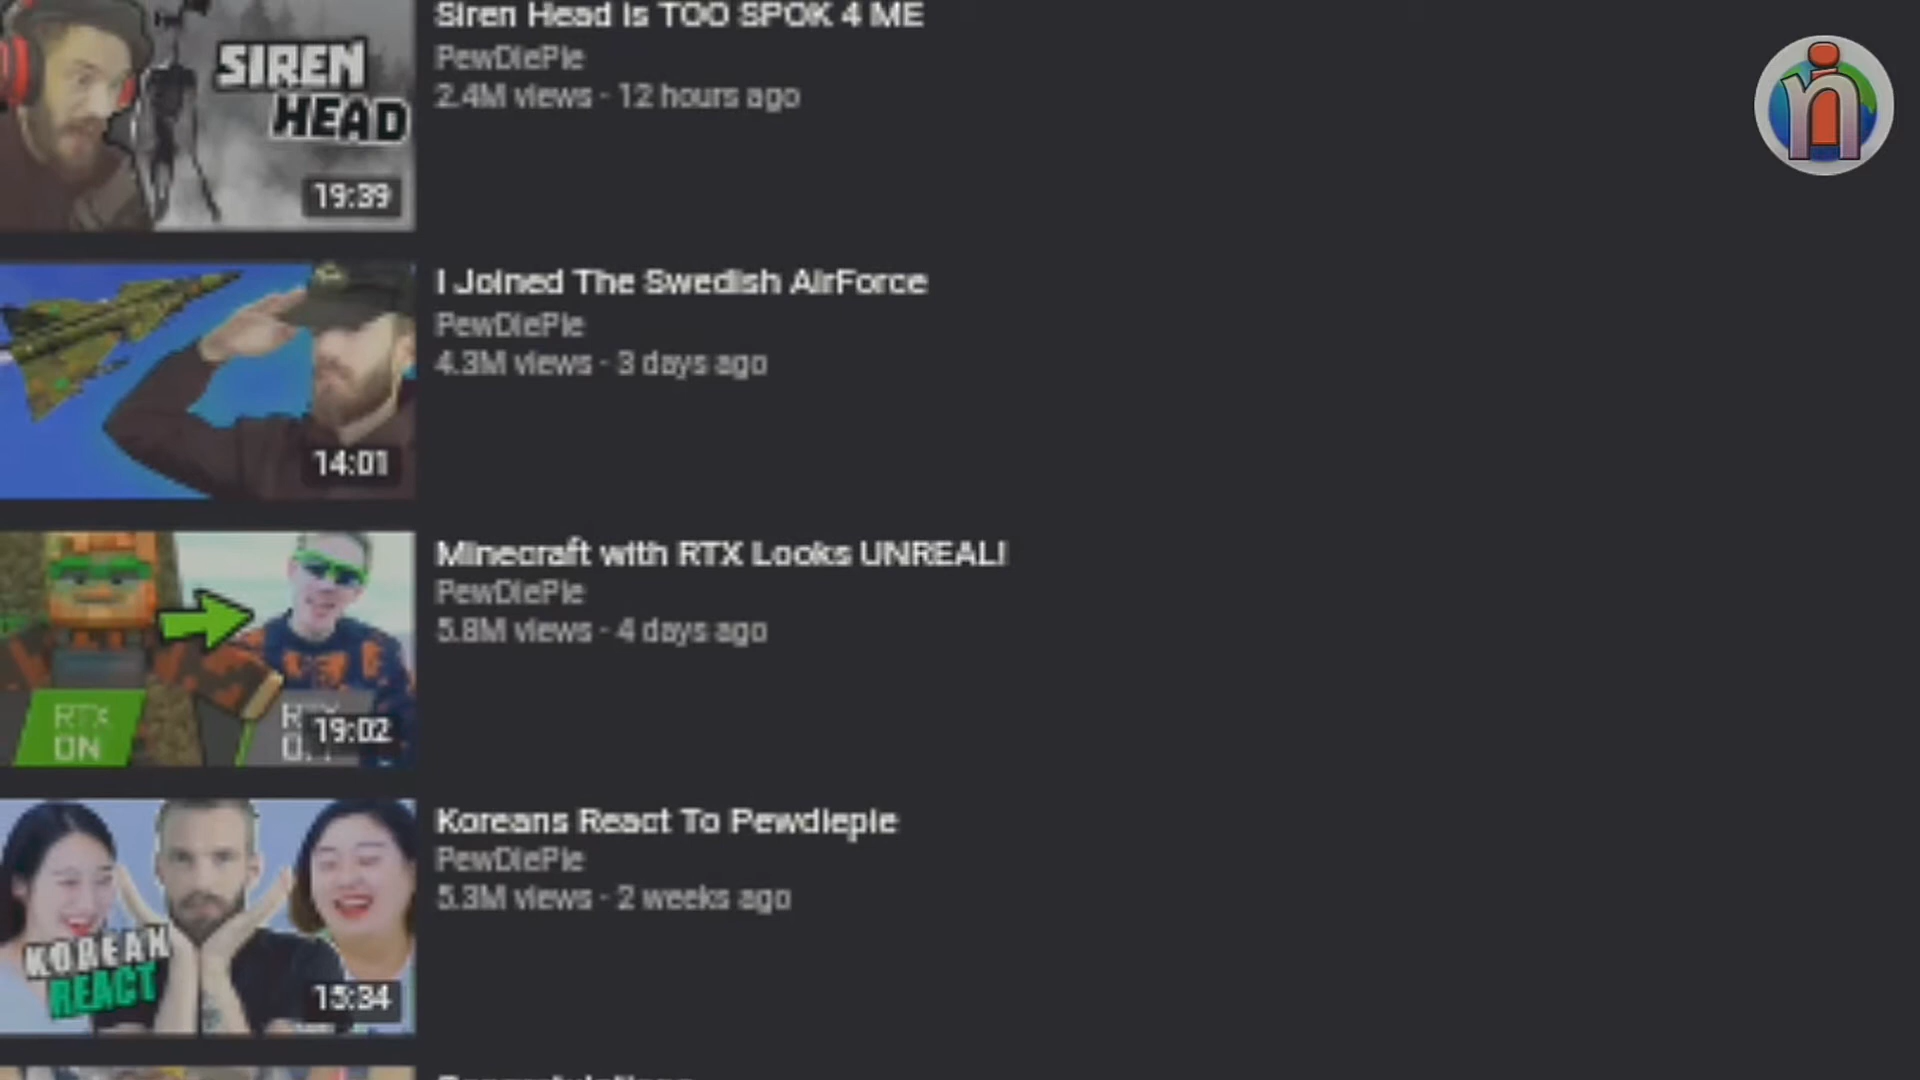 Siren Head is TOO SPOK 4 ME
PewDiePie
2.4M views - 12 hours ago
SIREN
HEAD
19:39
I Joined The Swedish AirForce
PewDiePie
4.3M views - 3 days ago
14:01
Minecraft with RTX Looks UNREAL!
PewDiePie
5.8M views - 4 days ago
RTX
ON
19:02
Koreans React To Pewdiepie
PewDiePie
5.3M views - 2 weeks ago
KOREAN
REACT
15:34
ni